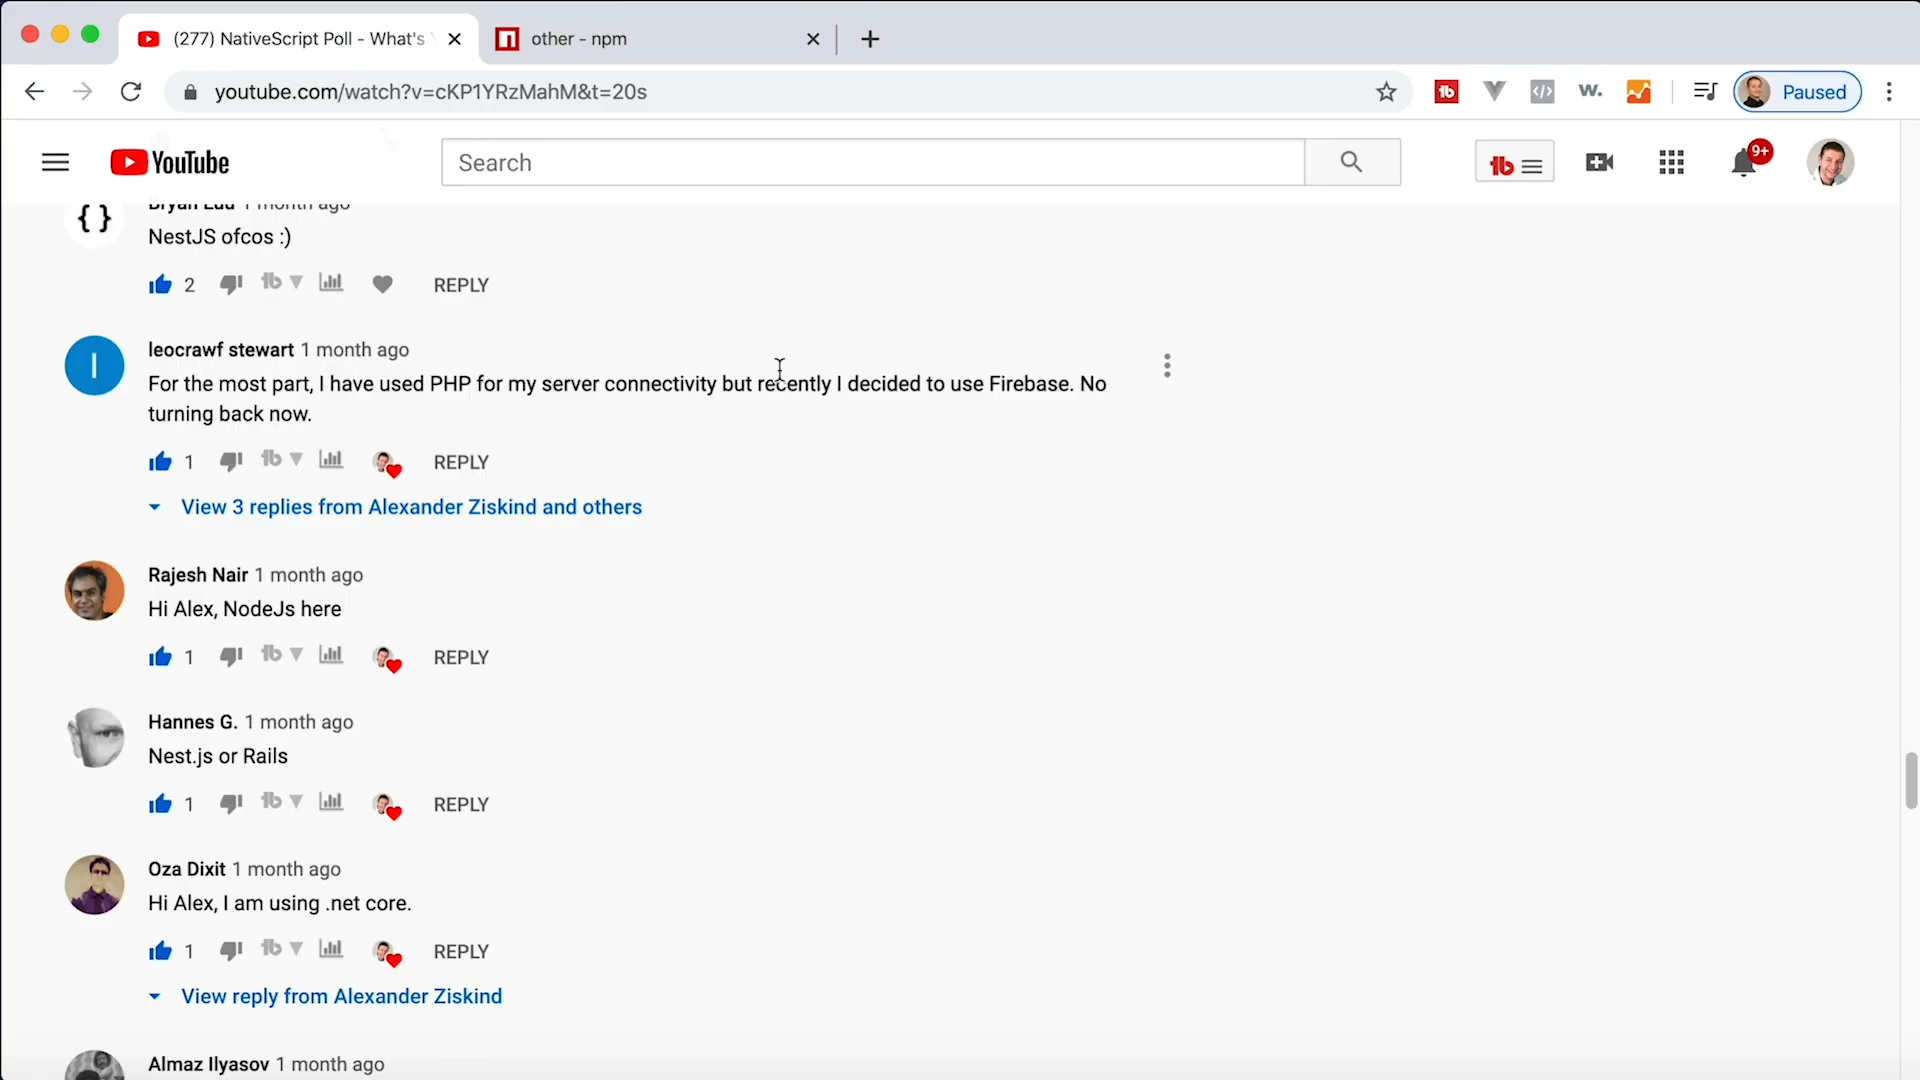 (277) NativeScript Poll - What's
other - npm
youtube.com/watch?v=cKP1YRzMahM&t=20s
w.
Paused
YouTube
Search
9+
1 month ago
{ }
NestJS ofcos :)
2
REPLY
l
leocrawf stewart 1 month ago
For the most part, I have used PHP for my server connectivity but recently I decided to use Firebase. No
turning back now.
1
REPLY
View 3 replies from Alexander Ziskind and others
Rajesh Nair 1 month ago
Hi Alex, NodeJs here
1
REPLY
Hannes G. 1 month ago
Nest.js or Rails
1
REPLY
Oza Dixit 1 month ago
Hi Alex, I am using .net core.
1
REPLY
View reply from Alexander Ziskind
Almaz Ilyasov 1 month ago